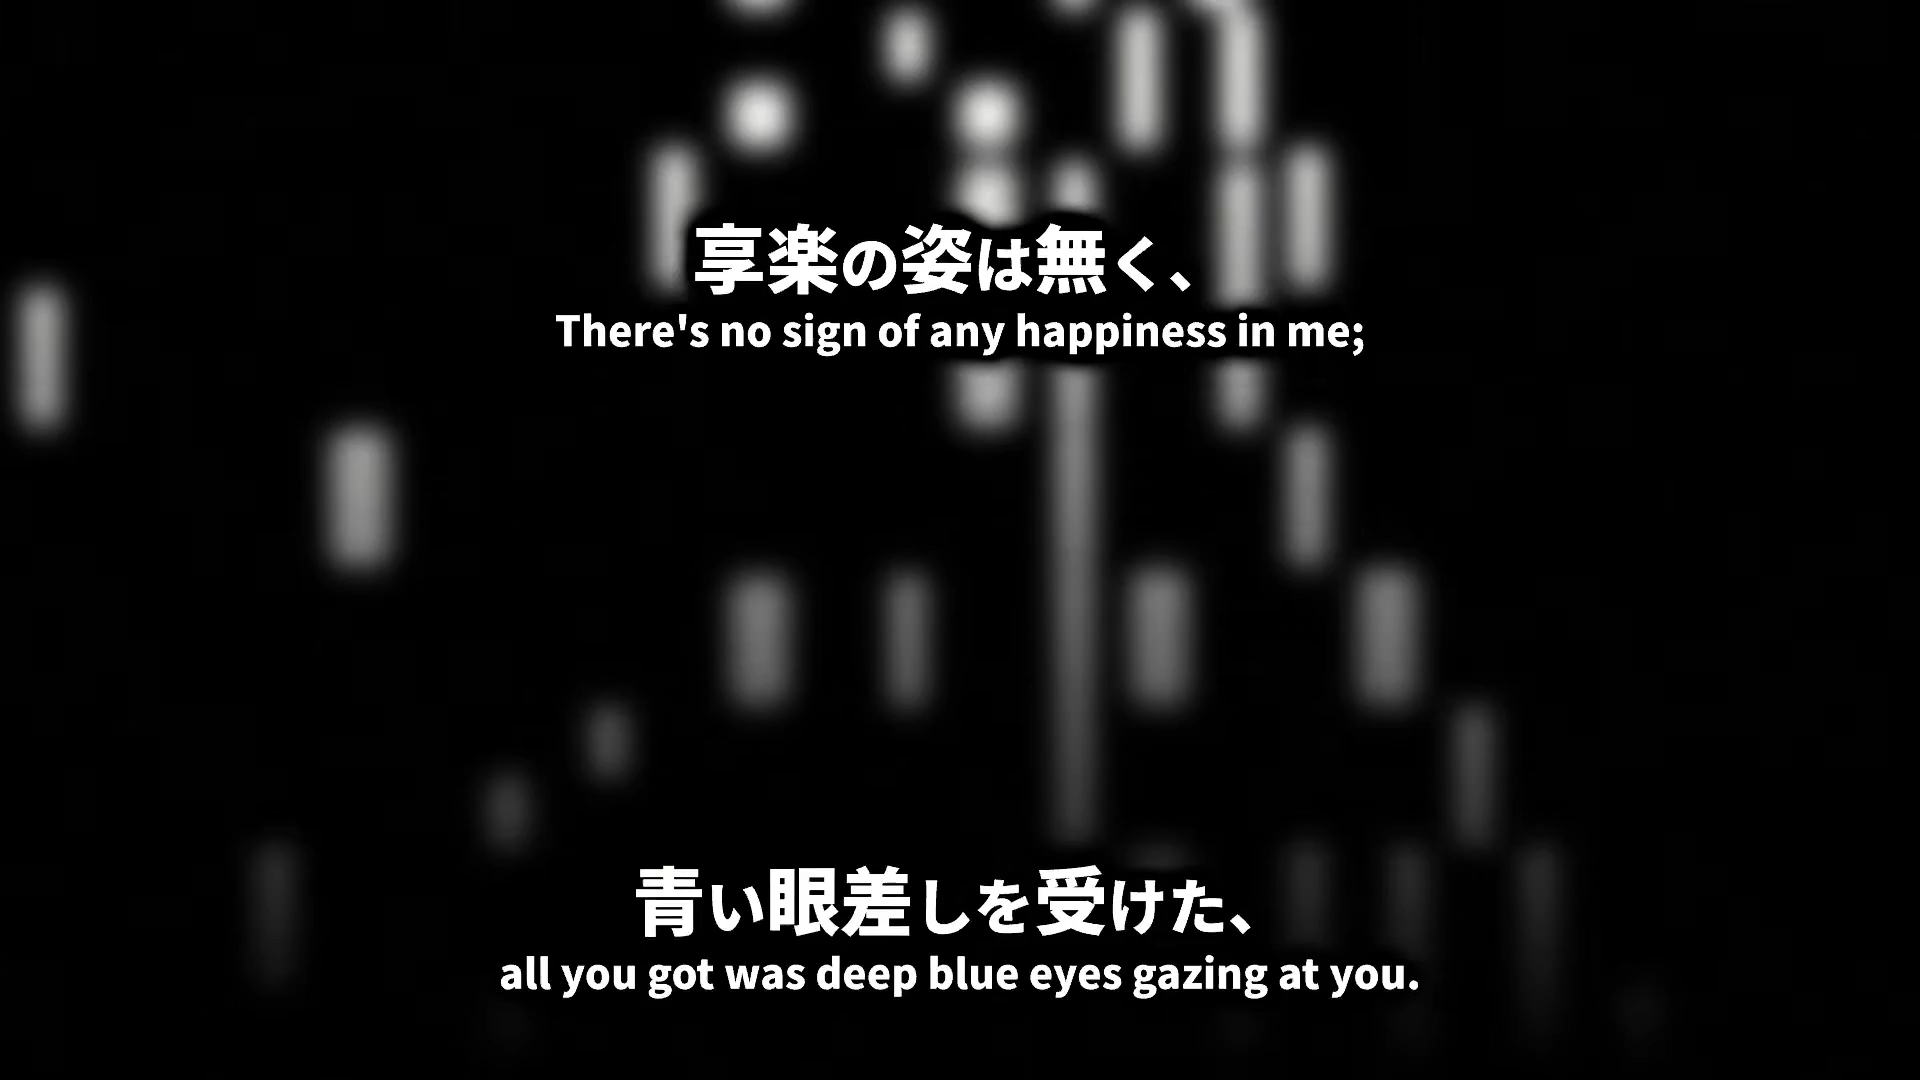 享楽の姿は無く、
There's no sign of any happiness in me;
青い眼差しを受けた、
all you got was deep blue eyes gazing at you.